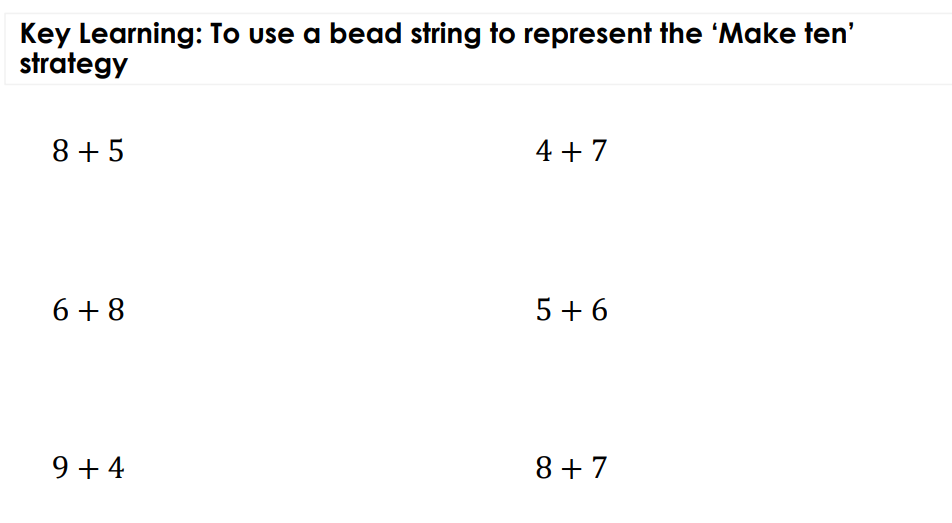 Key Learning: To use a bead string to represent the ‘Make ten’
strategy
8 + 5
4 + 7
6 + 8
5 + 6
9 + 4
8 + 7